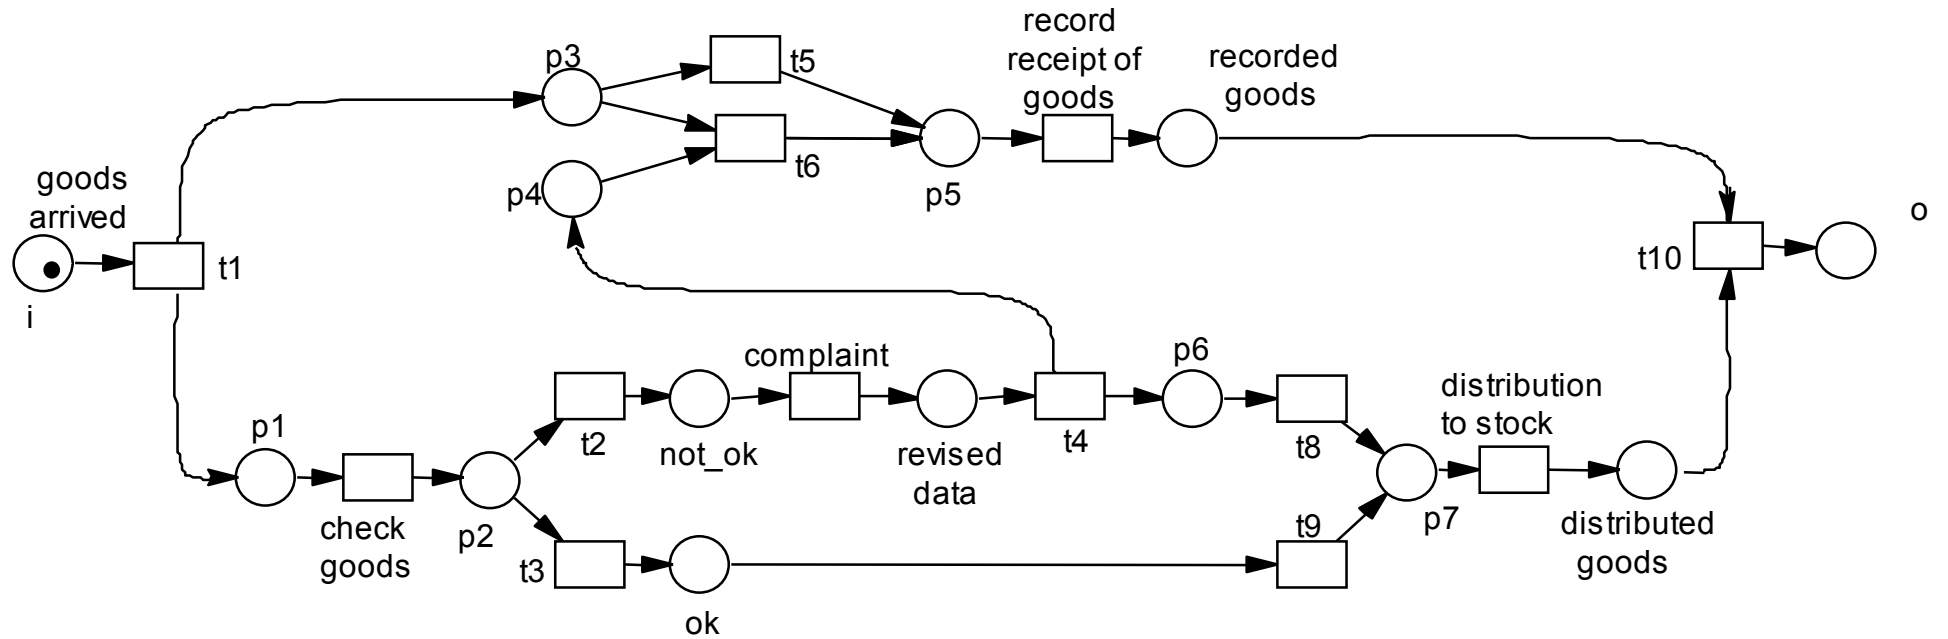 record
receipt of
goods
recorded
goods
p3
t5
t6
p4
p5
goods
arrived
t1
i
o
t10
complaint
p6
p1
t2
not_ok
revised
data
t4
t8
distribution
to stock
check
goods
p2
t3
ok
t9
p7
distributed
goods